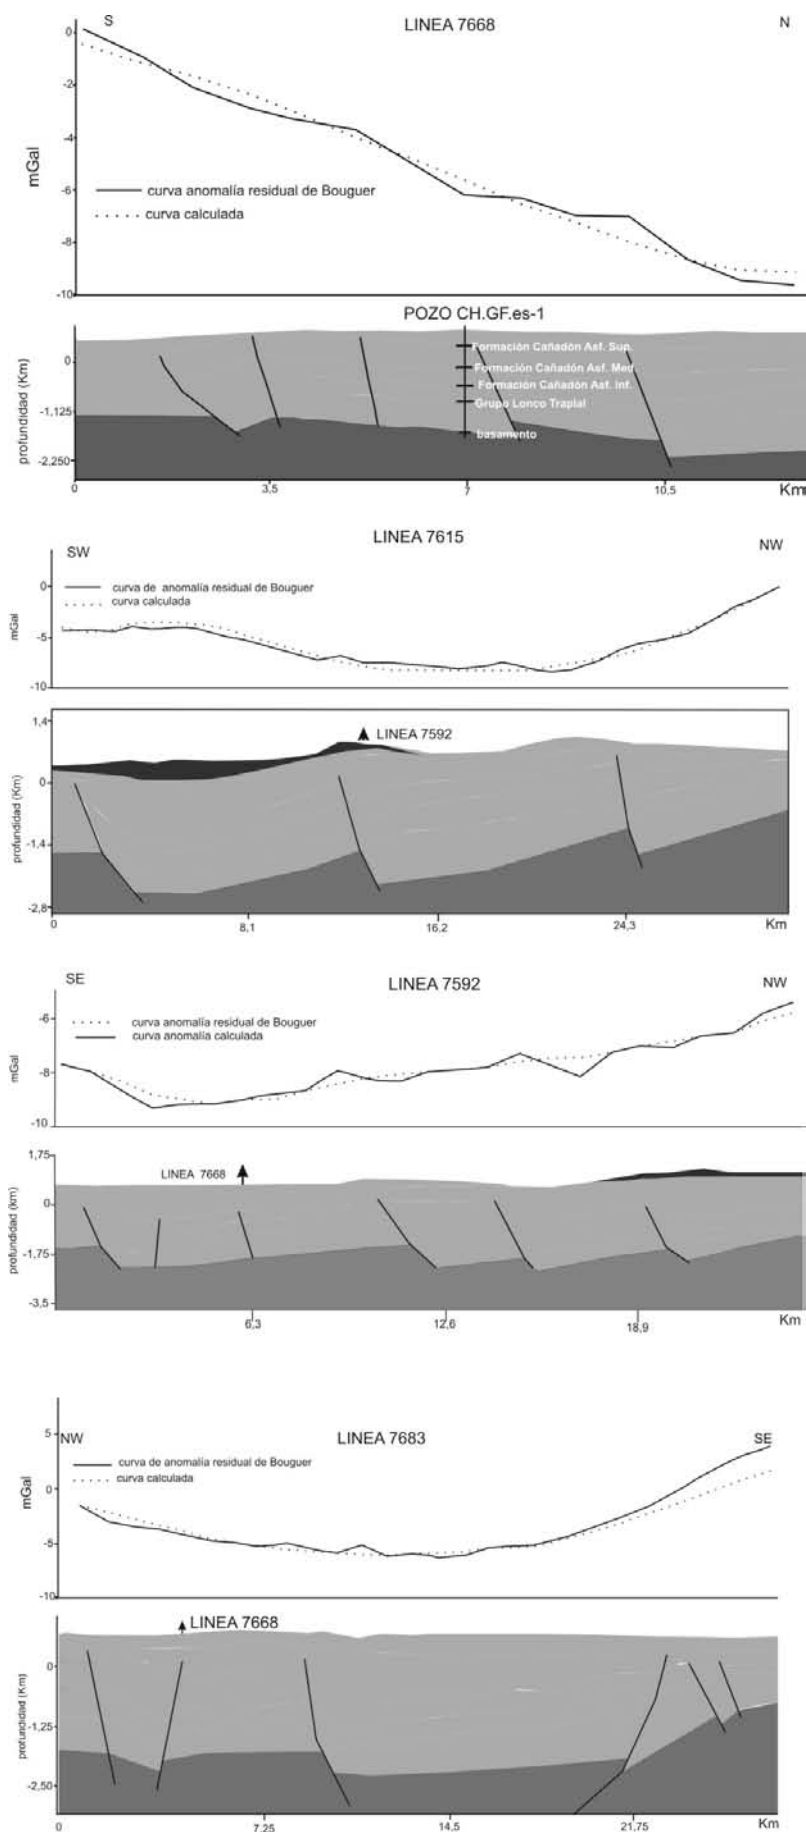 S
LINEA 7668
N
0
-2
-4
-6
-8
-10
mGal
curva anomalía residual de Bouguer
curva calculada
POZO CH.GF.es-1
Formación Cañadón Asf. Sup.
Formación Cañadón Asf. Med
Formación Cañadón Asf. Inf.
Grupo Lonco Trapial
basamento
profundidad (Km)
0
-1,125
-2,250
0
3,5
7
10,5
Km
SW
LINEA 7615
NW
curva de anomalía residual de Bouguer
curva calculada
mGal
0
-5
-10
LINEA 7592
profundidad (Km)
1,4
0
-1,4
-2,8
0
8,1
16,2
24,3
Km
SE
LINEA 7592
NW
curva anomalía residual de Bouguer
curva anomalía calculada
mGal
-6
-8
-10
LINEA 7668
profundidad (km)
1,75
0
-1,75
-3,5
6,3
12,6
18,9
Km
NW
LINEA 7683
SE
curva de anomalía residual de Bouguer
curva calculada
mGal
5
0
-5
-10
LINEA 7668
profundidad (Km)
0
-1,25
-2,50
0
7,25
14,5
21,75
Km